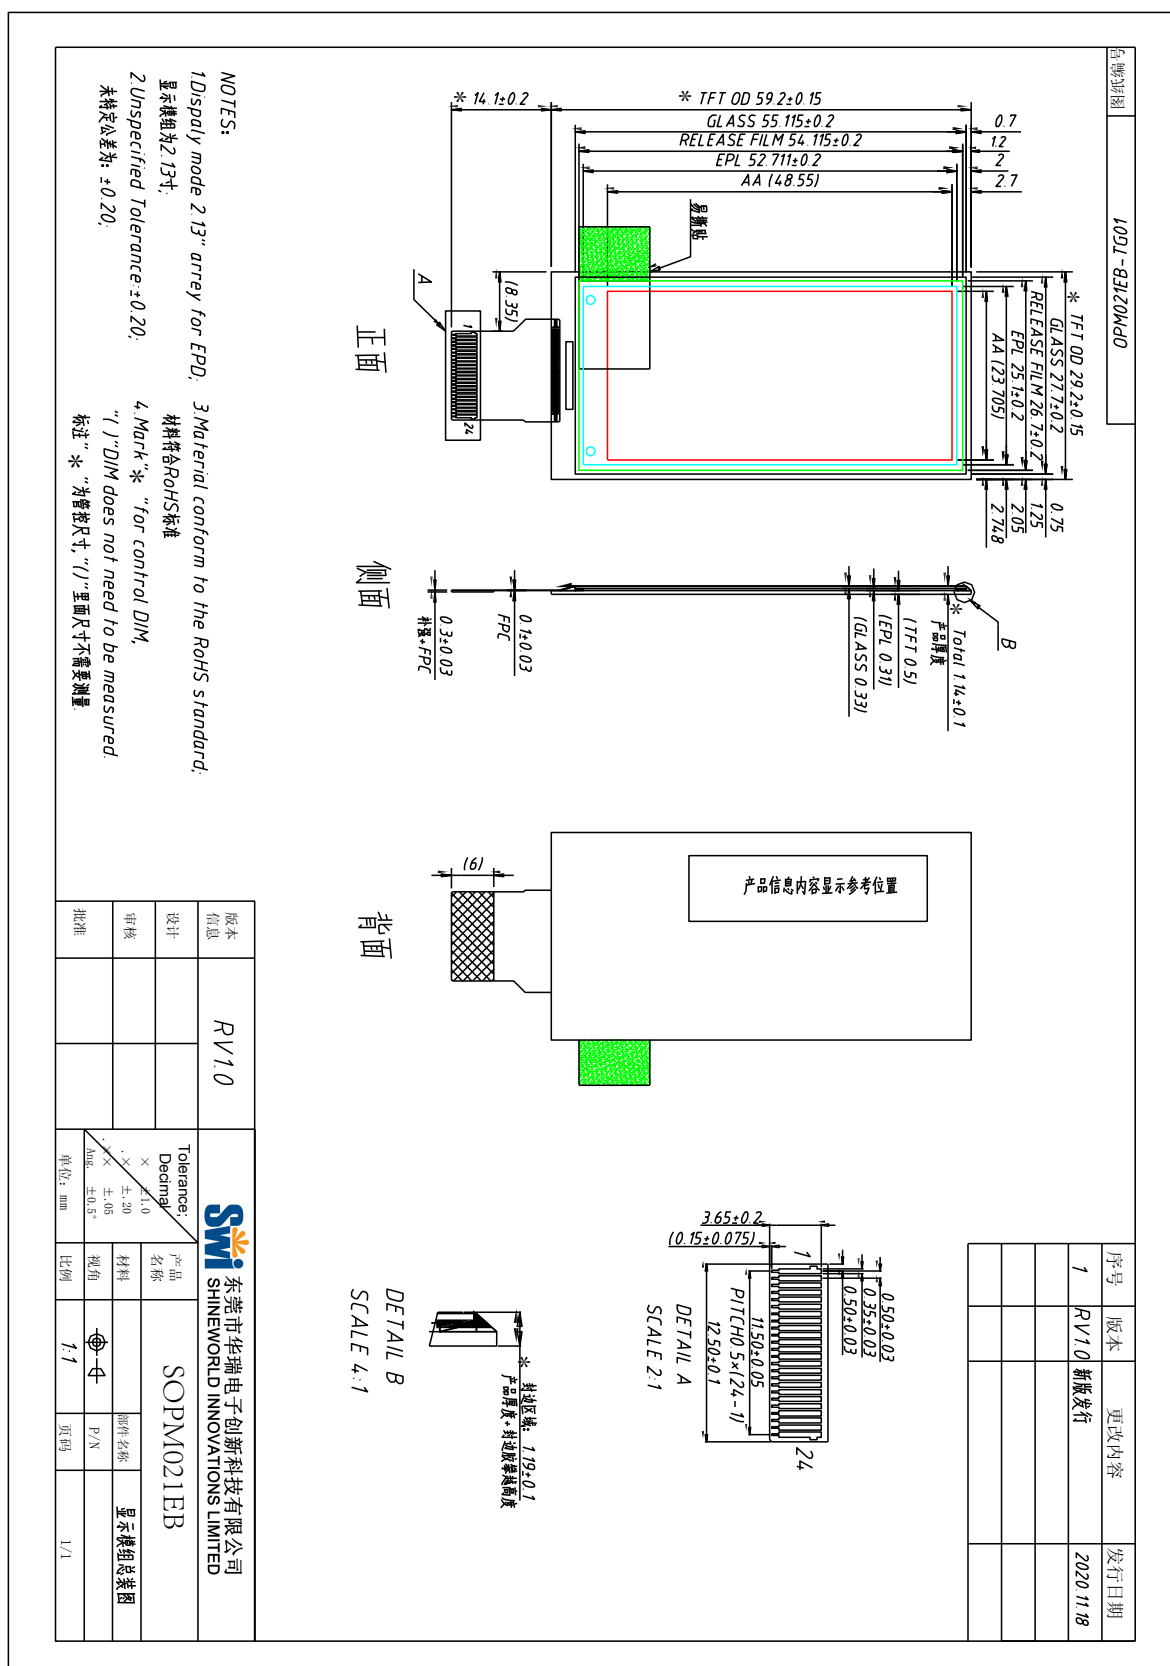 合嘶然图
OPM021EB-TG01
序号 版本 更改内容 发行日期
1 RV1.0 新版发行 2020.11.18
* TFT OD 59.2±0.15
* 14.1±0.2
GLASS 55.115±0.2
RELEASE FILM 54.115±0.2
EPL 52.711±0.2
AA (48.55)
0.7
1.2
2
2.7
易撕贴
* TFT OD 29.2±0.15
GLASS 27.7±0.2
RELEASE FILM 26.7±0.2
EPL 25.1±0.2
AA (23.705)
0.75
1.25
2.05
2.748
(8.35)
A
1
24
正面
B
* Total 1.14±0.1
产品厚度
(TFT 0.5)
(EPL 0.31)
(GLASS 0.33)
0.1±0.03
FPC
0.3±0.03
补强+FPC
侧面
产品信息内容显示参考位置
(6)
背面
3.65±0.2
(0.15±0.075)
1
24
0.50±0.03
0.35±0.03
0.50±0.03
11.50±0.05
PITCH0.5×(24-1)
12.50±0.1
DETAIL A
SCALE 2:1
* 封边区域: 1.19±0.1
产品厚度+封边胶攀越高度
DETAIL B
SCALE 4:1
NOTES:
1.Dispaly mode 2.13" arrey for EPD;
显示模组为2.13寸;
2.Unspecified Tolerance:±0.20;
未特定公差为: ±0.20;
3.Material conform to the RoHS standard;
材料符合RoHS标准
4.Mark"*"for control DIM,
"( )"DIM does not need to be measured.
标注"*"为管控尺寸,"()"里面尺寸不需要测量.
版本信息 RV1.0
设计
审核
批准
SWi
东莞市华瑞电子创新科技有限公司
SHINEWORLD INNOVATIONS LIMITED
Tolerance:
Decimal
× ±1.0
.× ±.20
.×× ±.05
Ang. ±0.5°
单位: mm
产品名称 SOPM021EB
材料 部件名称 显示模组总装图
视角 P/N
比例 1:1 页码 1/1